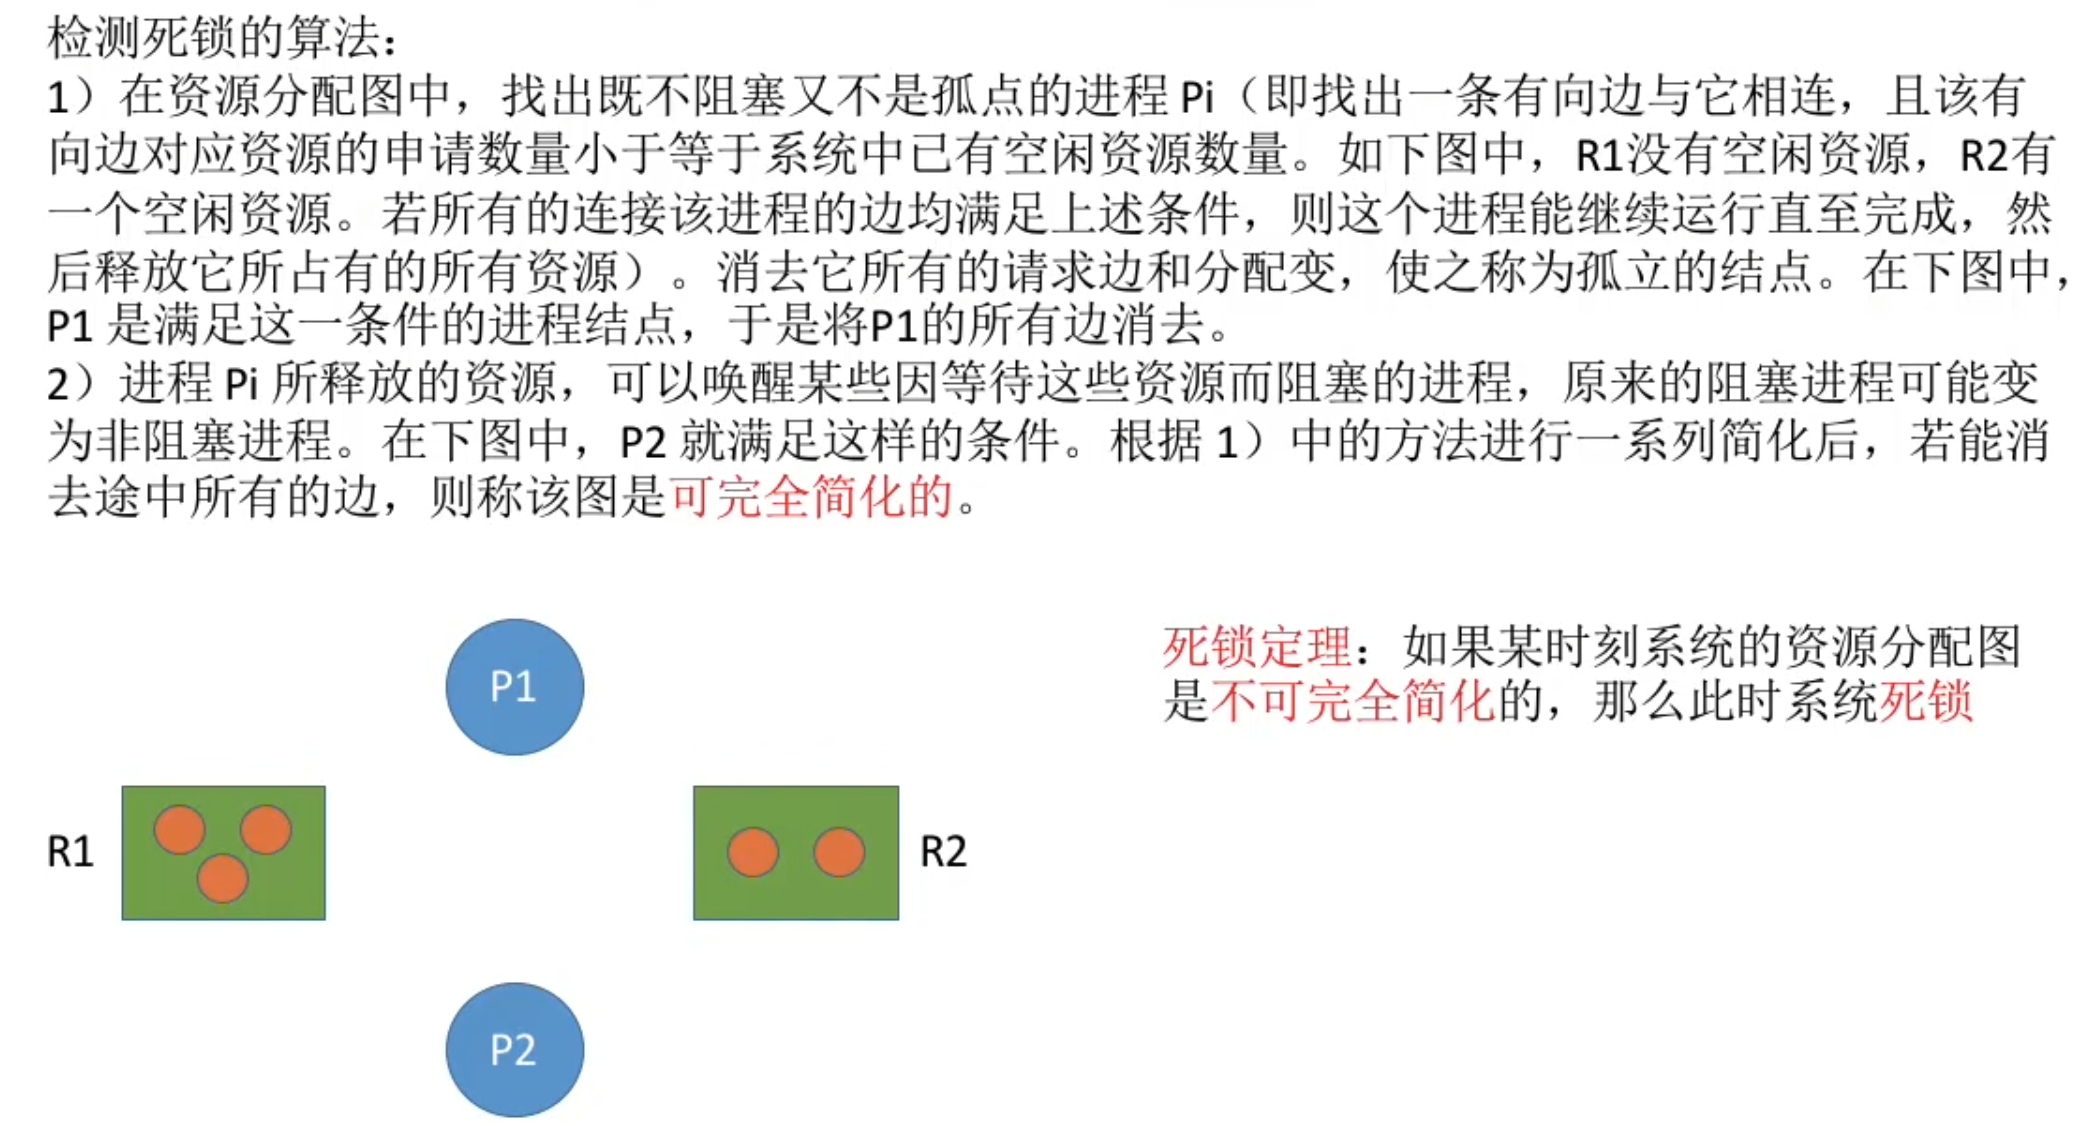 检测死锁的算法：
1）在资源分配图中，找出既不阻塞又不是孤点的进程 Pi（即找出一条有向边与它相连，且该有
向边对应资源的申请数量小于等于系统中已有空闲资源数量。如下图中，R1没有空闲资源，R2有
一个空闲资源。若所有的连接该进程的边均满足上述条件，则这个进程能继续运行直至完成，然
后释放它所占有的所有资源）。消去它所有的请求边和分配变，使之称为孤立的结点。在下图中，
P1 是满足这一条件的进程结点，于是将P1的所有边消去。
2）进程 Pi 所释放的资源，可以唤醒某些因等待这些资源而阻塞的进程，原来的阻塞进程可能变
为非阻塞进程。在下图中，P2 就满足这样的条件。根据 1）中的方法进行一系列简化后，若能消
去途中所有的边，则称该图是可完全简化的。
P1
死锁定理：如果某时刻系统的资源分配图
是不可完全简化的，那么此时系统死锁
R1
R2
P2